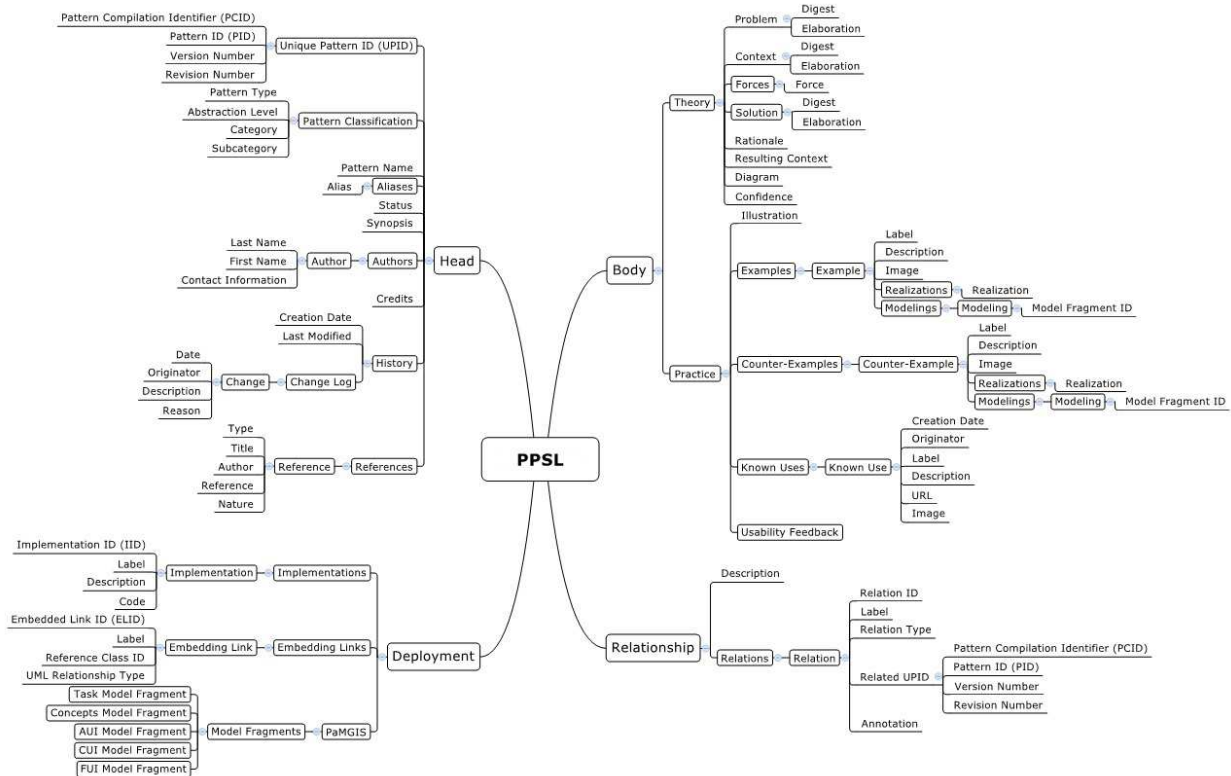 PPSL
Head
Unique Pattern ID (UPID)
Pattern Compilation Identifier (PCID)
Pattern ID (PID)
Version Number
Revision Number
Pattern Classification
Pattern Type
Abstraction Level
Category
Subcategory
Pattern Name
Aliases
Alias
Status
Synopsis
Authors
Author
Last Name
First Name
Contact Information
Credits
History
Creation Date
Last Modified
Change Log
Change
Date
Originator
Description
Reason
References
Reference
Type
Title
Author
Reference
Nature
Deployment
Implementations
Implementation
Implementation ID (IID)
Label
Description
Code
Embedding Links
Embedding Link
Embedded Link ID (ELID)
Label
Reference Class ID
UML Relationship Type
PaMGIS
Model Fragments
Task Model Fragment
Concepts Model Fragment
AUI Model Fragment
CUI Model Fragment
FUI Model Fragment
Body
Theory
Problem
Digest
Elaboration
Context
Digest
Elaboration
Forces
Force
Solution
Digest
Elaboration
Rationale
Resulting Context
Diagram
Confidence
Practice
Illustration
Examples
Example
Label
Description
Image
Realizations
Realization
Modelings
Modeling
Model Fragment ID
Counter-Examples
Counter-Example
Label
Description
Image
Realizations
Realization
Modelings
Modeling
Model Fragment ID
Known Uses
Known Use
Creation Date
Originator
Label
Description
URL
Image
Usability Feedback
Relationship
Description
Relations
Relation
Relation ID
Label
Relation Type
Related UPID
Pattern Compilation Identifier (PCID)
Pattern ID (PID)
Version Number
Revision Number
Annotation